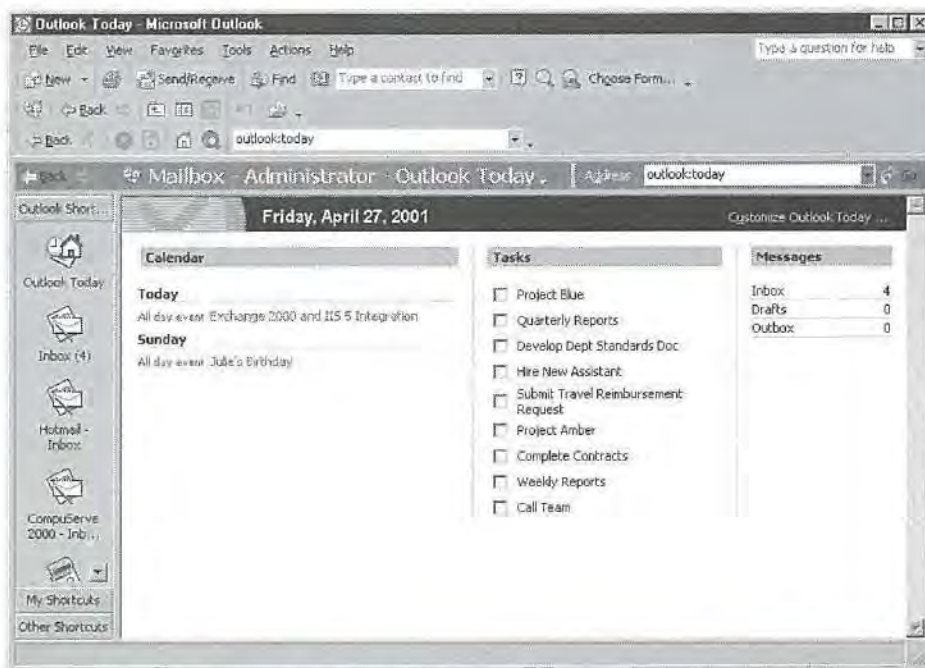 Outlook Today - Microsoft Outlook
File Edit View Favorites Tools Actions Help
Type a question for help
New Send/Receive Find Type a contact to find Choose Form...
Back
Back outlook:today
Back Mailbox - Administrator - Outlook Today Address outlook:today Go
Outlook Short...
Friday, April 27, 2001
Customize Outlook Today ...
Outlook Today
Inbox (4)
Hotmail -
Inbox
CompuServe
2000 - Inb...
My Shortcuts
Other Shortcuts
Calendar
Today
All day event Exchange 2000 and IIS 5 Integration
Sunday
All day event Julie's Birthday
Tasks
Project Blue
Quarterly Reports
Develop Dept Standards Doc
Hire New Assistant
Submit Travel Reimbursement
Request
Project Amber
Complete Contracts
Weekly Reports
Call Team
Messages
Inbox 4
Drafts 0
Outbox 0